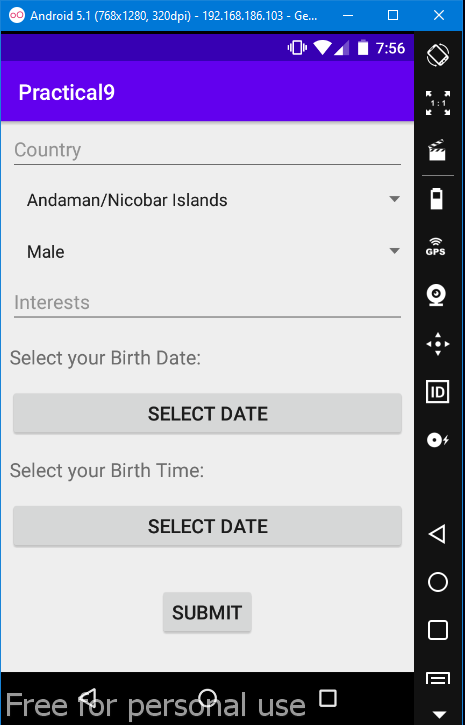 Android 5.1 (768x1280, 320dpi) - 192.168.186.103 - Ge...
7:56
Practical9
1:1
Country
Andaman/Nicobar Islands
Male
GPS
Interests
Select your Birth Date:
ID
SELECT DATE
Select your Birth Time:
SELECT DATE
SUBMIT
Free for personal use